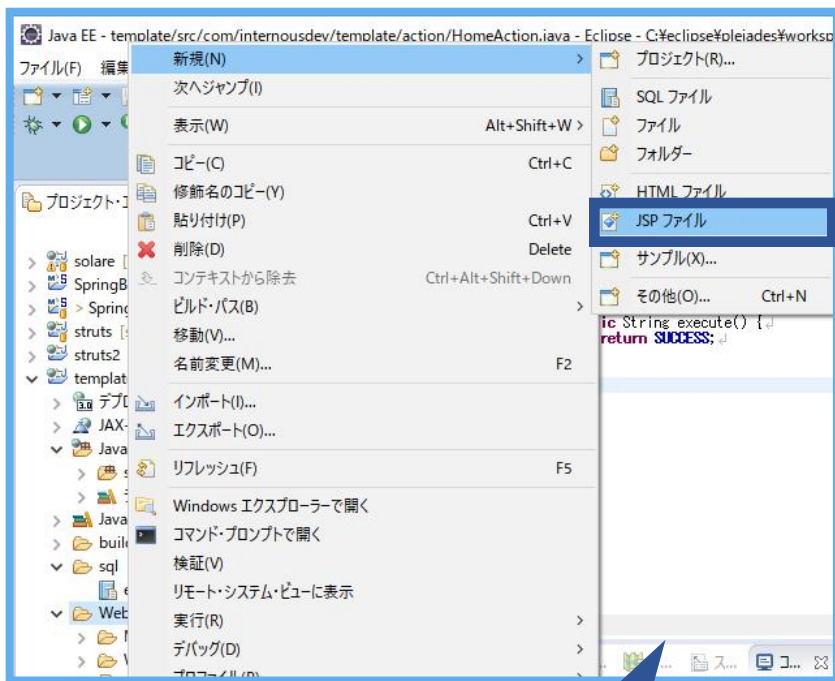 Java EE - template/src/com/internousdev/template/action/HomeAction.java - Eclipse - C:¥eclipse¥pleiades¥worksp
ファイル(F) 編集
新規(N) >
次へジャンプ(I)
表示(W) Alt+Shift+W >
コピー(C) Ctrl+C
修飾名のコピー(Y)
貼り付け(P) Ctrl+V
削除(D) Delete
コンテキストから除去 Ctrl+Alt+Shift+Down
ビルド・パス(B) >
移動(V)...
名前変更(M)... F2
インポート(I)...
エクスポート(O)...
リフレッシュ(F) F5
Windows エクスプローラーで開く
コマンド・プロンプトで開く
検証(V)
リモート・システム・ビューに表示
実行(R) >
デバッグ(D) >
プロジェクト(R)...
SQL ファイル
ファイル
フォルダー
HTML ファイル
JSP ファイル
サンプル(X)...
その他(O)... Ctrl+N
ic String execute() {
return SUCCESS;
プロジェクト・エ
solare [
SpringB
> Spring
struts [
struts2
templat
デプロ
JAX-
Java
Java
build
sql
Web
ス...
コ...